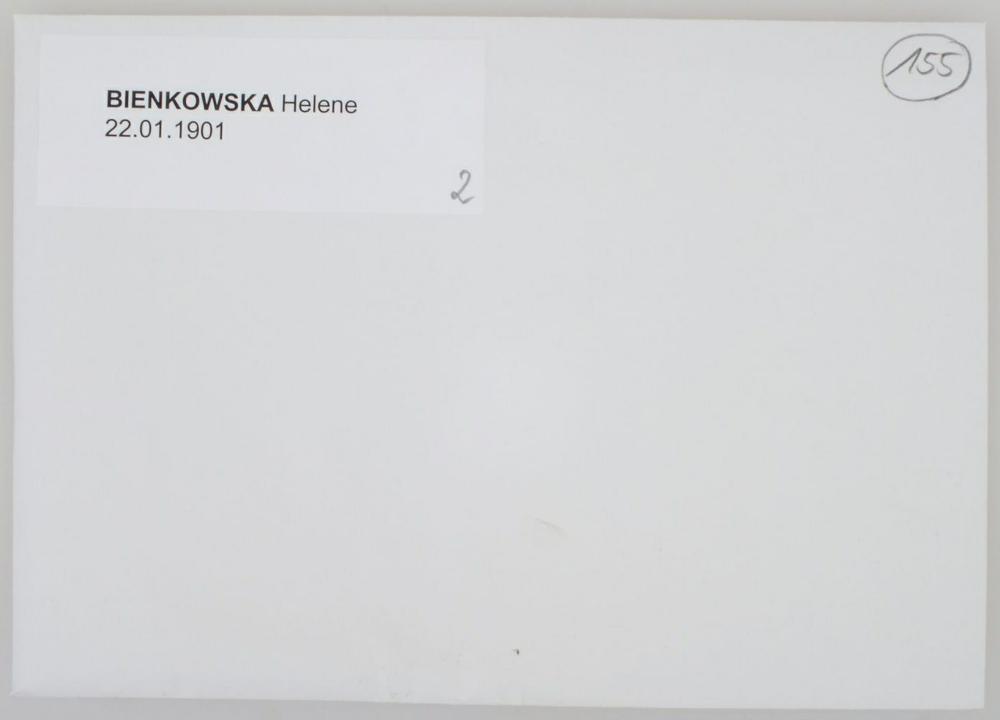 155
BIENKOWSKA Helene
22.01.1901
2